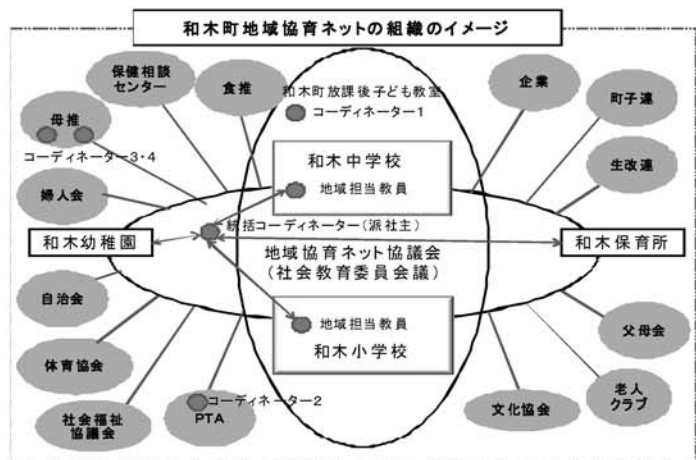 和木町地域協育ネットの組織のイメージ
保健相談
センター
食推
和木町放課後子ども教室
コーディネーター1
企業
町子連
母推
コーディネーター3・4
和木中学校
地域担当教員
生改連
婦人会
統括コーディネーター(派社主)
和木幼稚園
地域協育ネット協議会
(社会教育委員会議)
和木保育所
自治会
地域担当教員
和木小学校
父母会
体育協会
老人
クラブ
文化協会
コーディネーター2
PTA
社会福祉
協議会